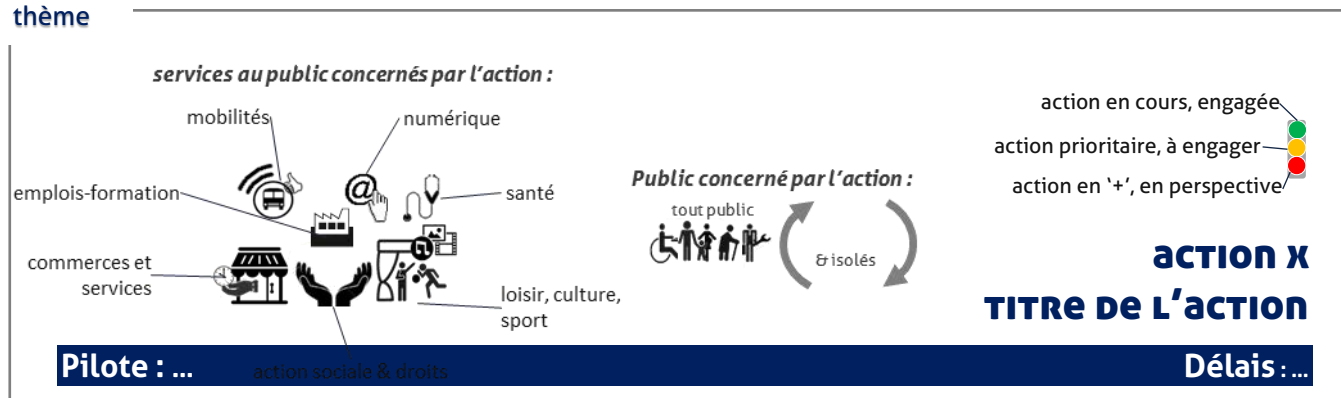 thème
services au public concernés par l'action :
mobilités
numérique
emplois-formation
santé
commerces et
services
loisir, culture,
sport
action sociale & droits
@
Public concerné par l'action :
tout public
& isolés
action en cours, engagée
action prioritaire, à engager
action en '+', en perspective
action x
titre de l'action
Pilote : ...
Délais : ...